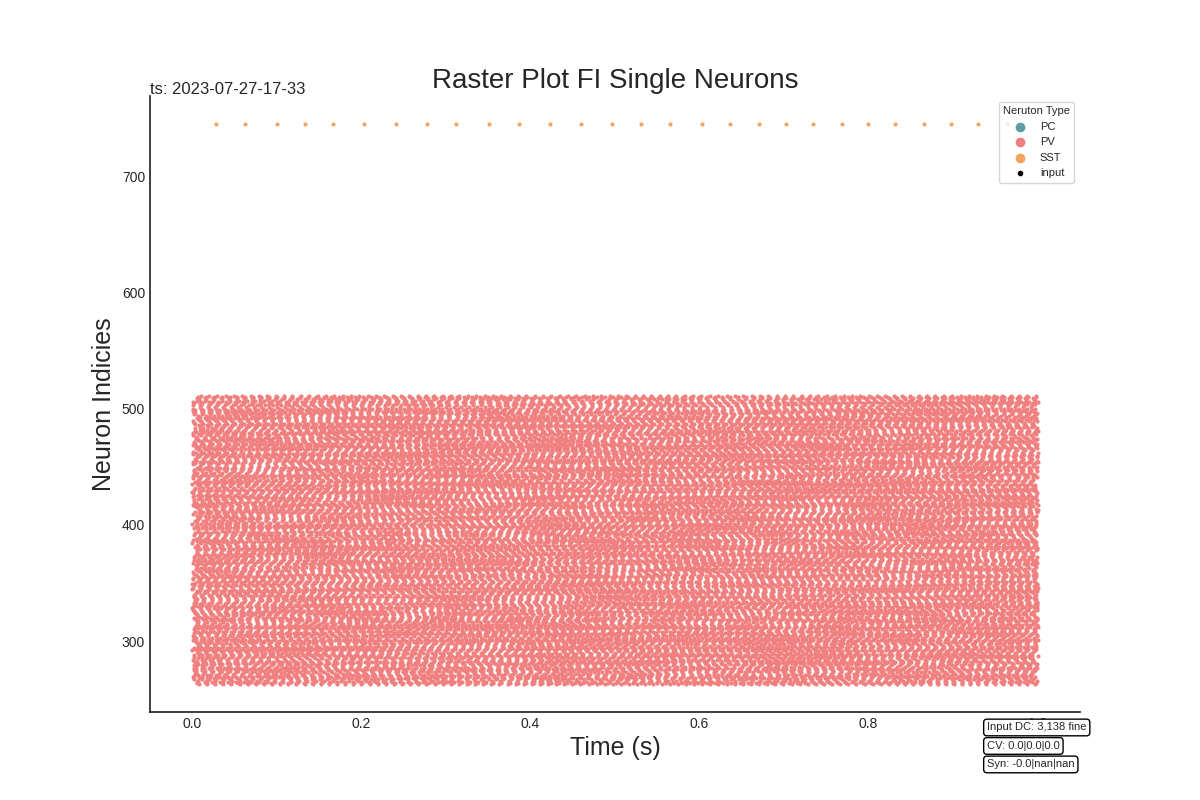 Raster Plot FI Single Neurons
ts: 2023-07-27-17-33
Neruton Type
PC
PV
SST
input
700
600
500
400
300
Neuron Indicies
0.0 0.2 0.4 0.6 0.8
Time (s)
Input DC: 3,138 fine
CV: 0.0|0.0|0.0
Syn: -0.0|nan|nan